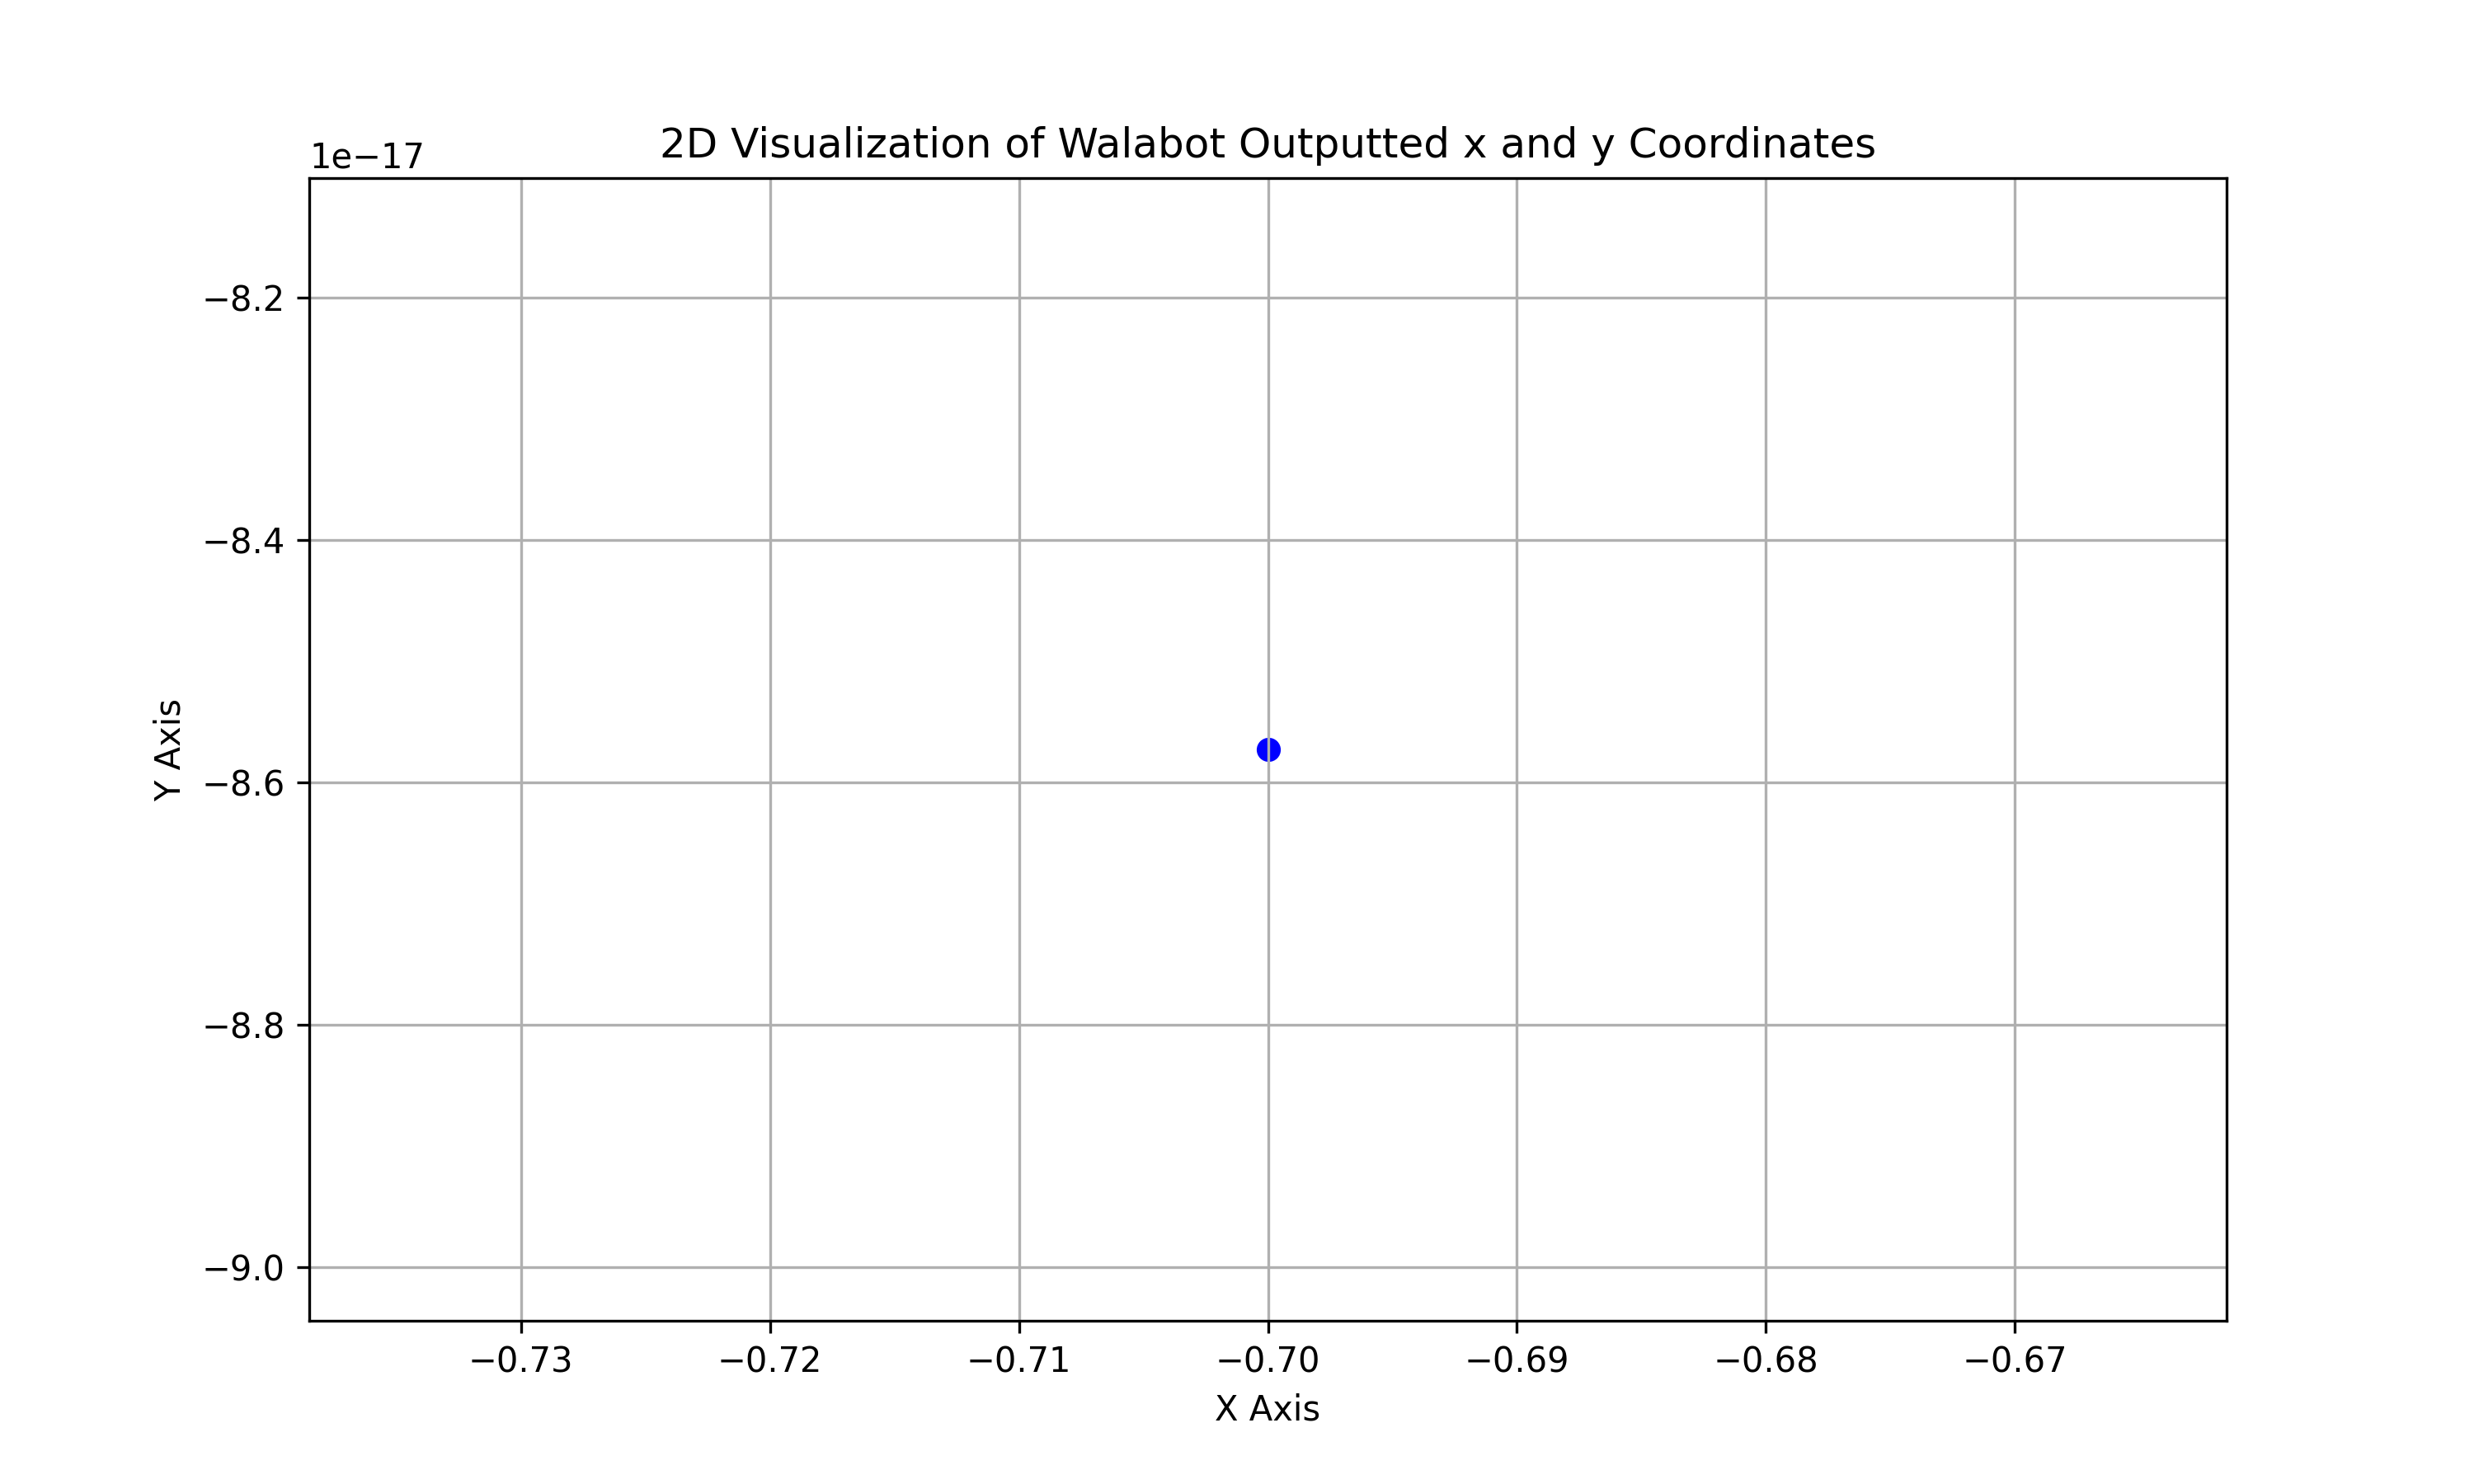 2D Visualization of Walabot Outputted x and y Coordinates
1e−17
−8.2
−8.4
−8.6
−8.8
−9.0
Y Axis
−0.73 −0.72 −0.71 −0.70 −0.69 −0.68 −0.67
X Axis